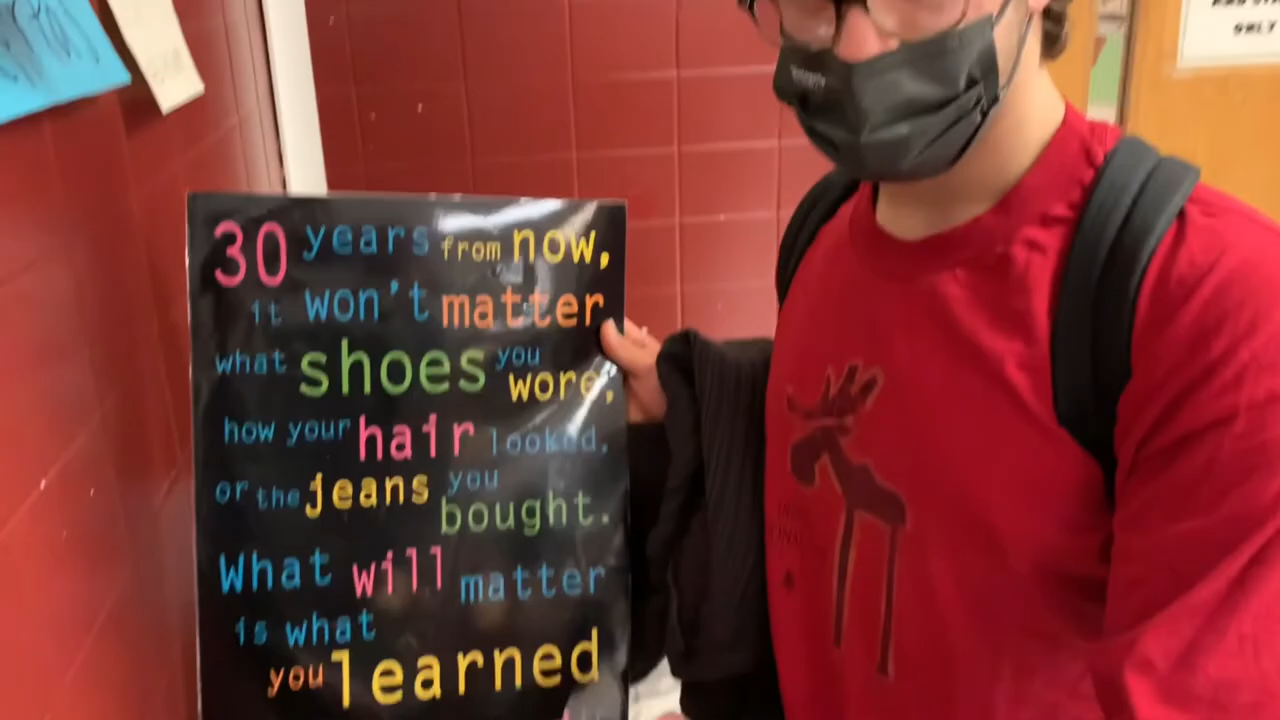 30 years from now,
it won't matter
what shoes you wore,
how your hair looked,
or the jeans you bought.
What will matter
is what
you learned
ONLY